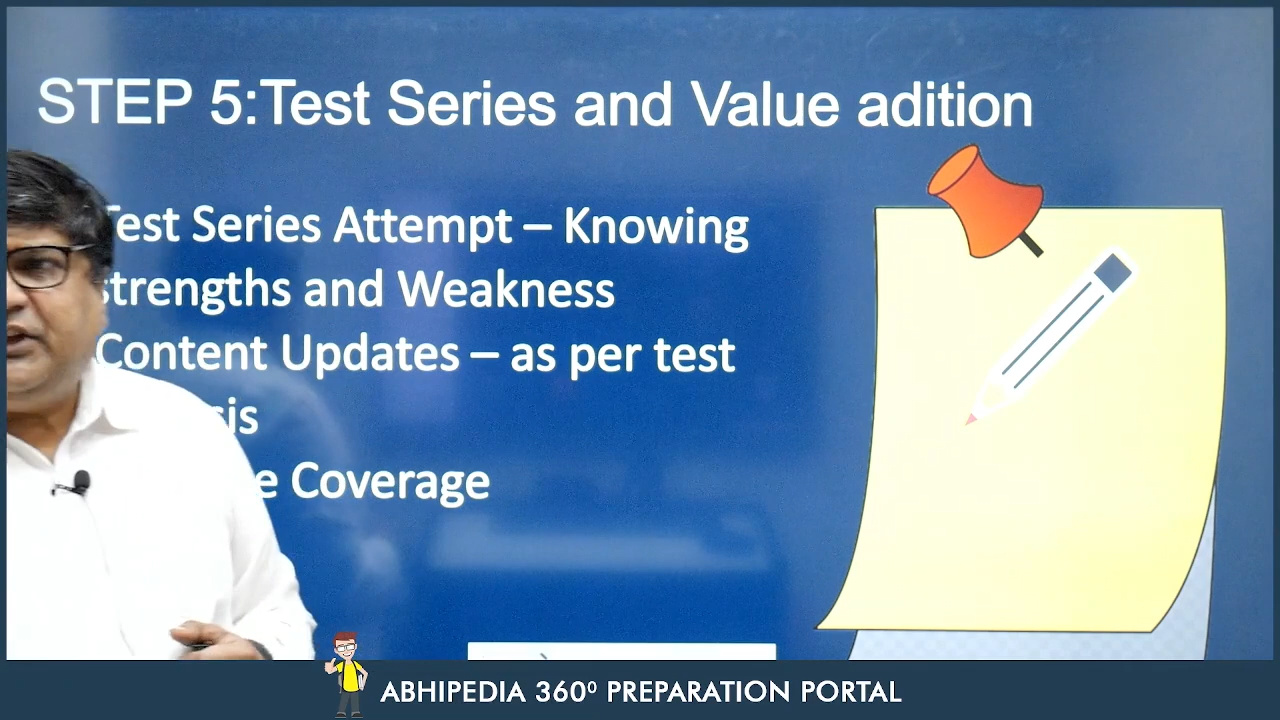 STEP 5:Test Series and Value adition
Test Series Attempt – Knowing
strengths and Weakness
Content Updates – as per test
Coverage
ABHIPEDIA 360⁰ PREPARATION PORTAL